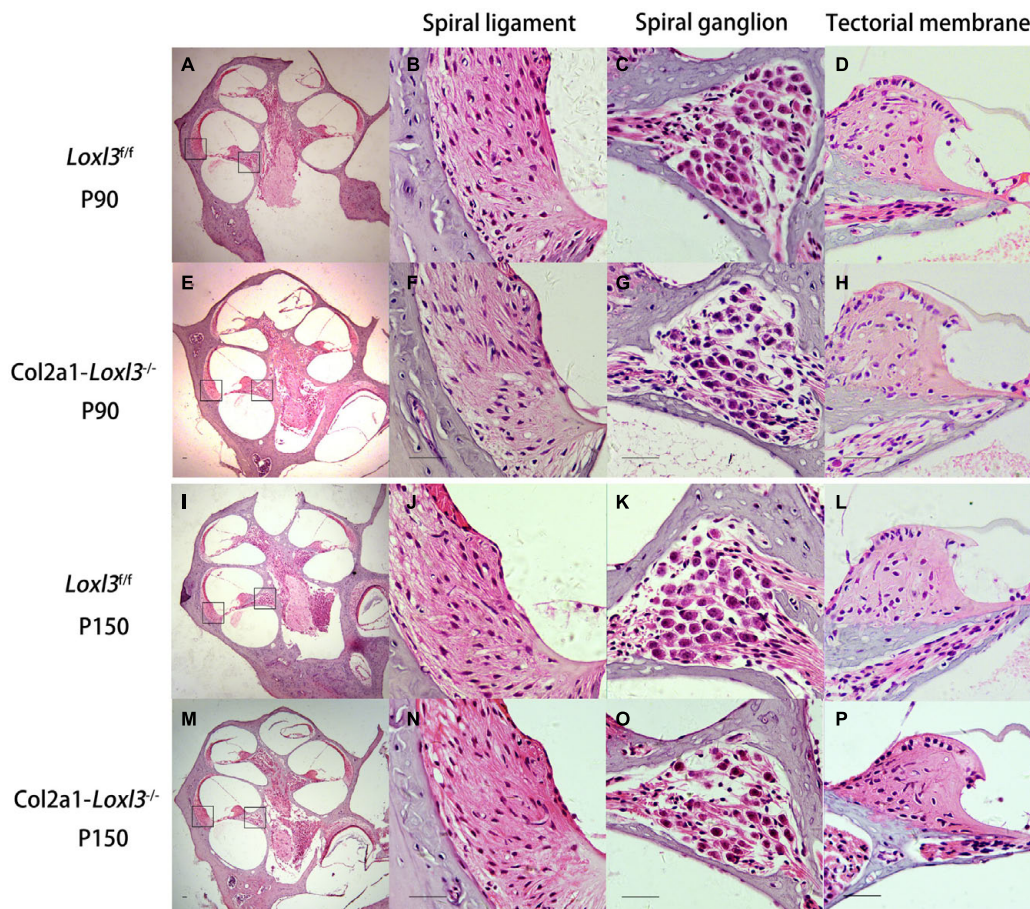 Spiral ligament Spiral ganglion Tectorial membrane
A B C D
Loxl3f/f
P90
E F G H
Col2a1-Loxl3-/-
P90
I J K L
Loxl3f/f
P150
M N O P
Col2a1-Loxl3-/-
P150